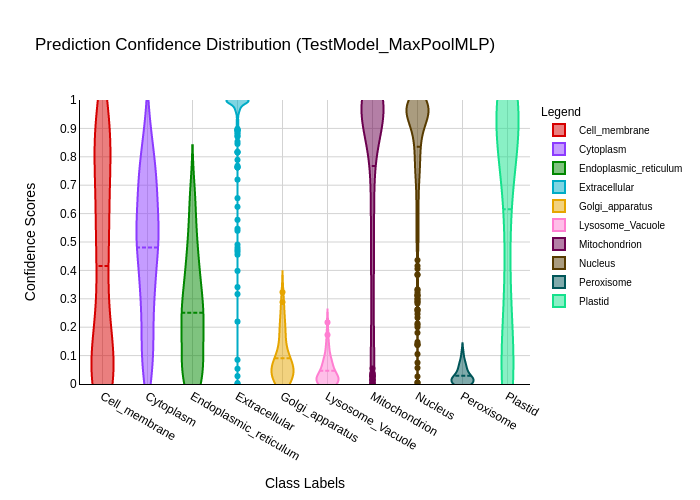 Prediction Confidence Distribution (TestModel_MaxPoolMLP)
Legend
Cell_membrane
Cytoplasm
Endoplasmic_reticulum
Extracellular
Golgi_apparatus
Lysosome_Vacuole
Mitochondrion
Nucleus
Peroxisome
Plastid
Confidence Scores
1
0.9
0.8
0.7
0.6
0.5
0.4
0.3
0.2
0.1
0
Cell_membrane
Cytoplasm
Endoplasmic_reticulum
Extracellular
Golgi_apparatus
Lysosome_Vacuole
Mitochondrion
Nucleus
Peroxisome
Plastid
Class Labels